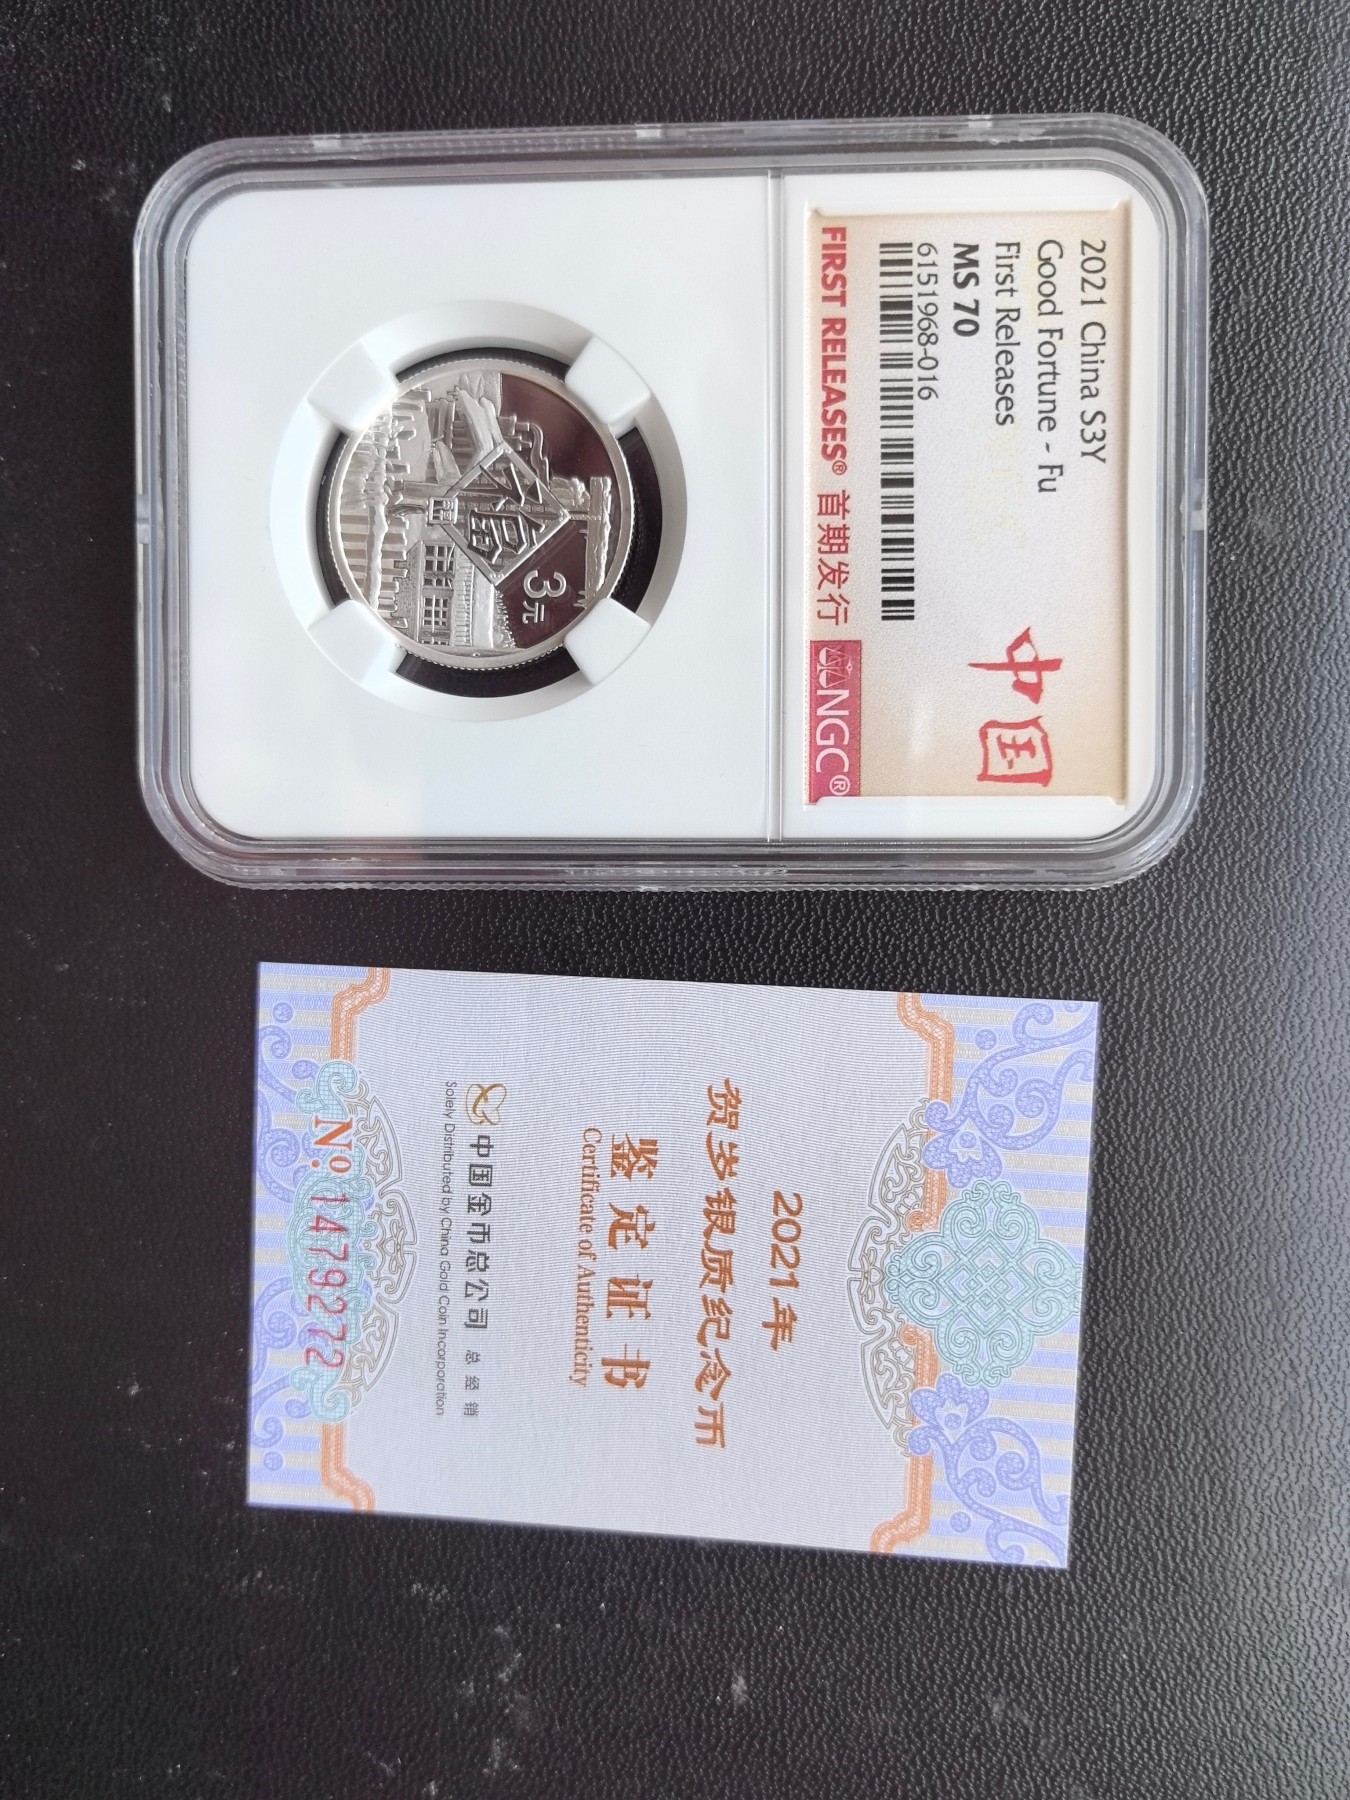 2021 China S3Y
Good Fortune - Fu
First Releases
MS 70
6151968-016
中国
FIRST RELEASES® 首期发行
NGC®
3元
2021年
贺岁银质纪念币
鉴定证书
Certificate of Authenticity
中国金币总公司 总经销
Solely Distributed by China Gold Coin Incorporation
No.14792722